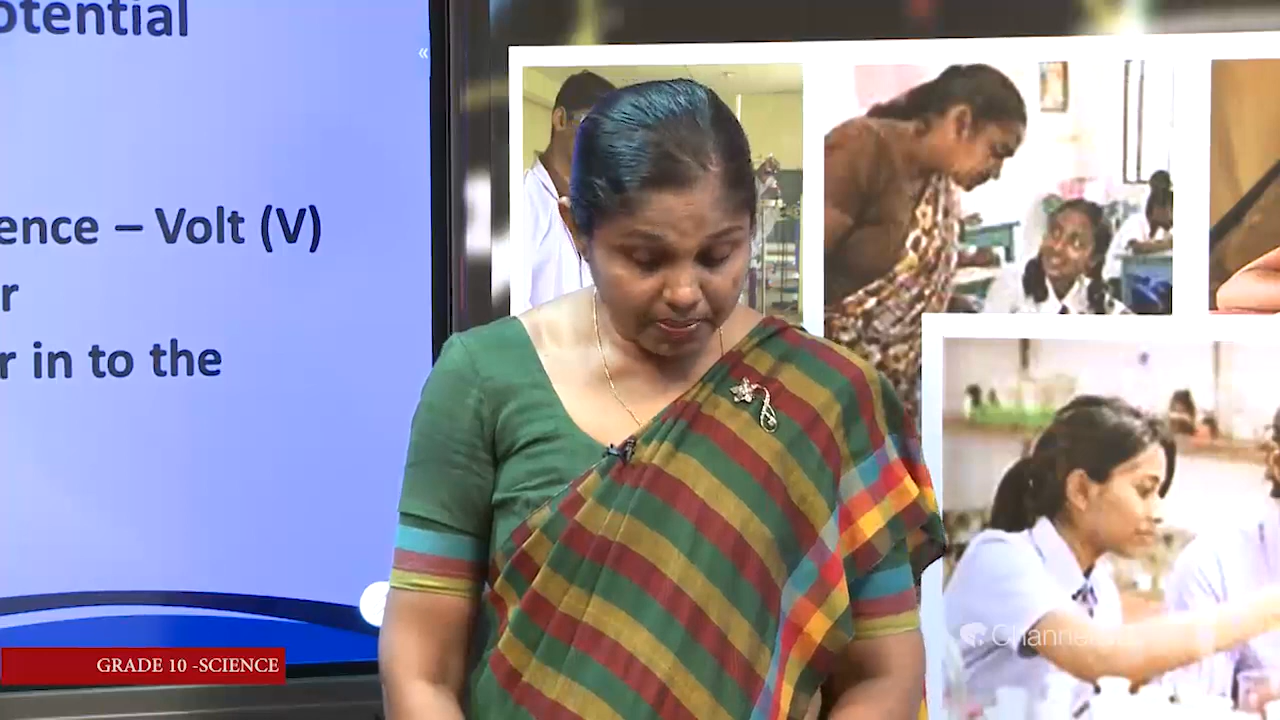 otential
«
ence – Volt (V)
r
r in to the
GRADE 10 -SCIENCE
Channel